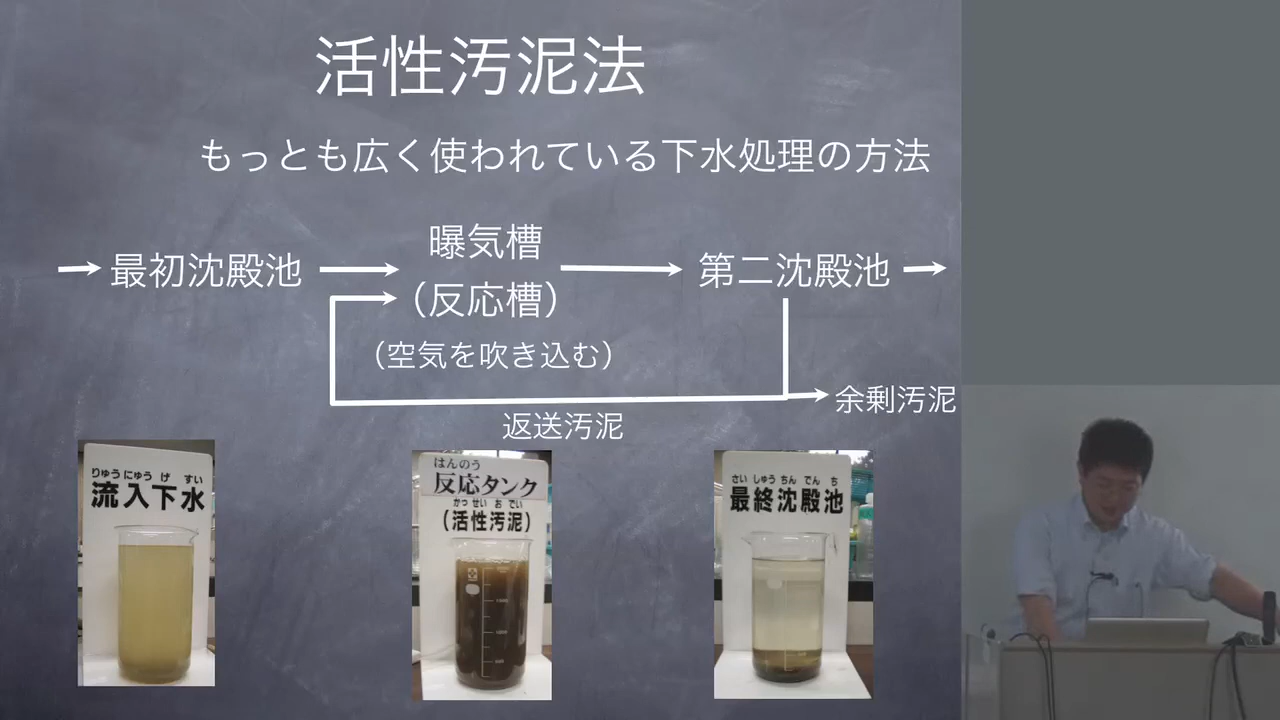 活性汚泥法
もっとも広く使われている下水処理の方法
最初沈殿池
曝気槽
（反応槽）
（空気を吹き込む）
第二沈殿池
余剰汚泥
返送汚泥
りゅうにゅう げ すい
流入下水
はんのう
反応タンク
かっ せい お でい
(活性汚泥)
さい しゅう ちん でん ち
最終沈殿池